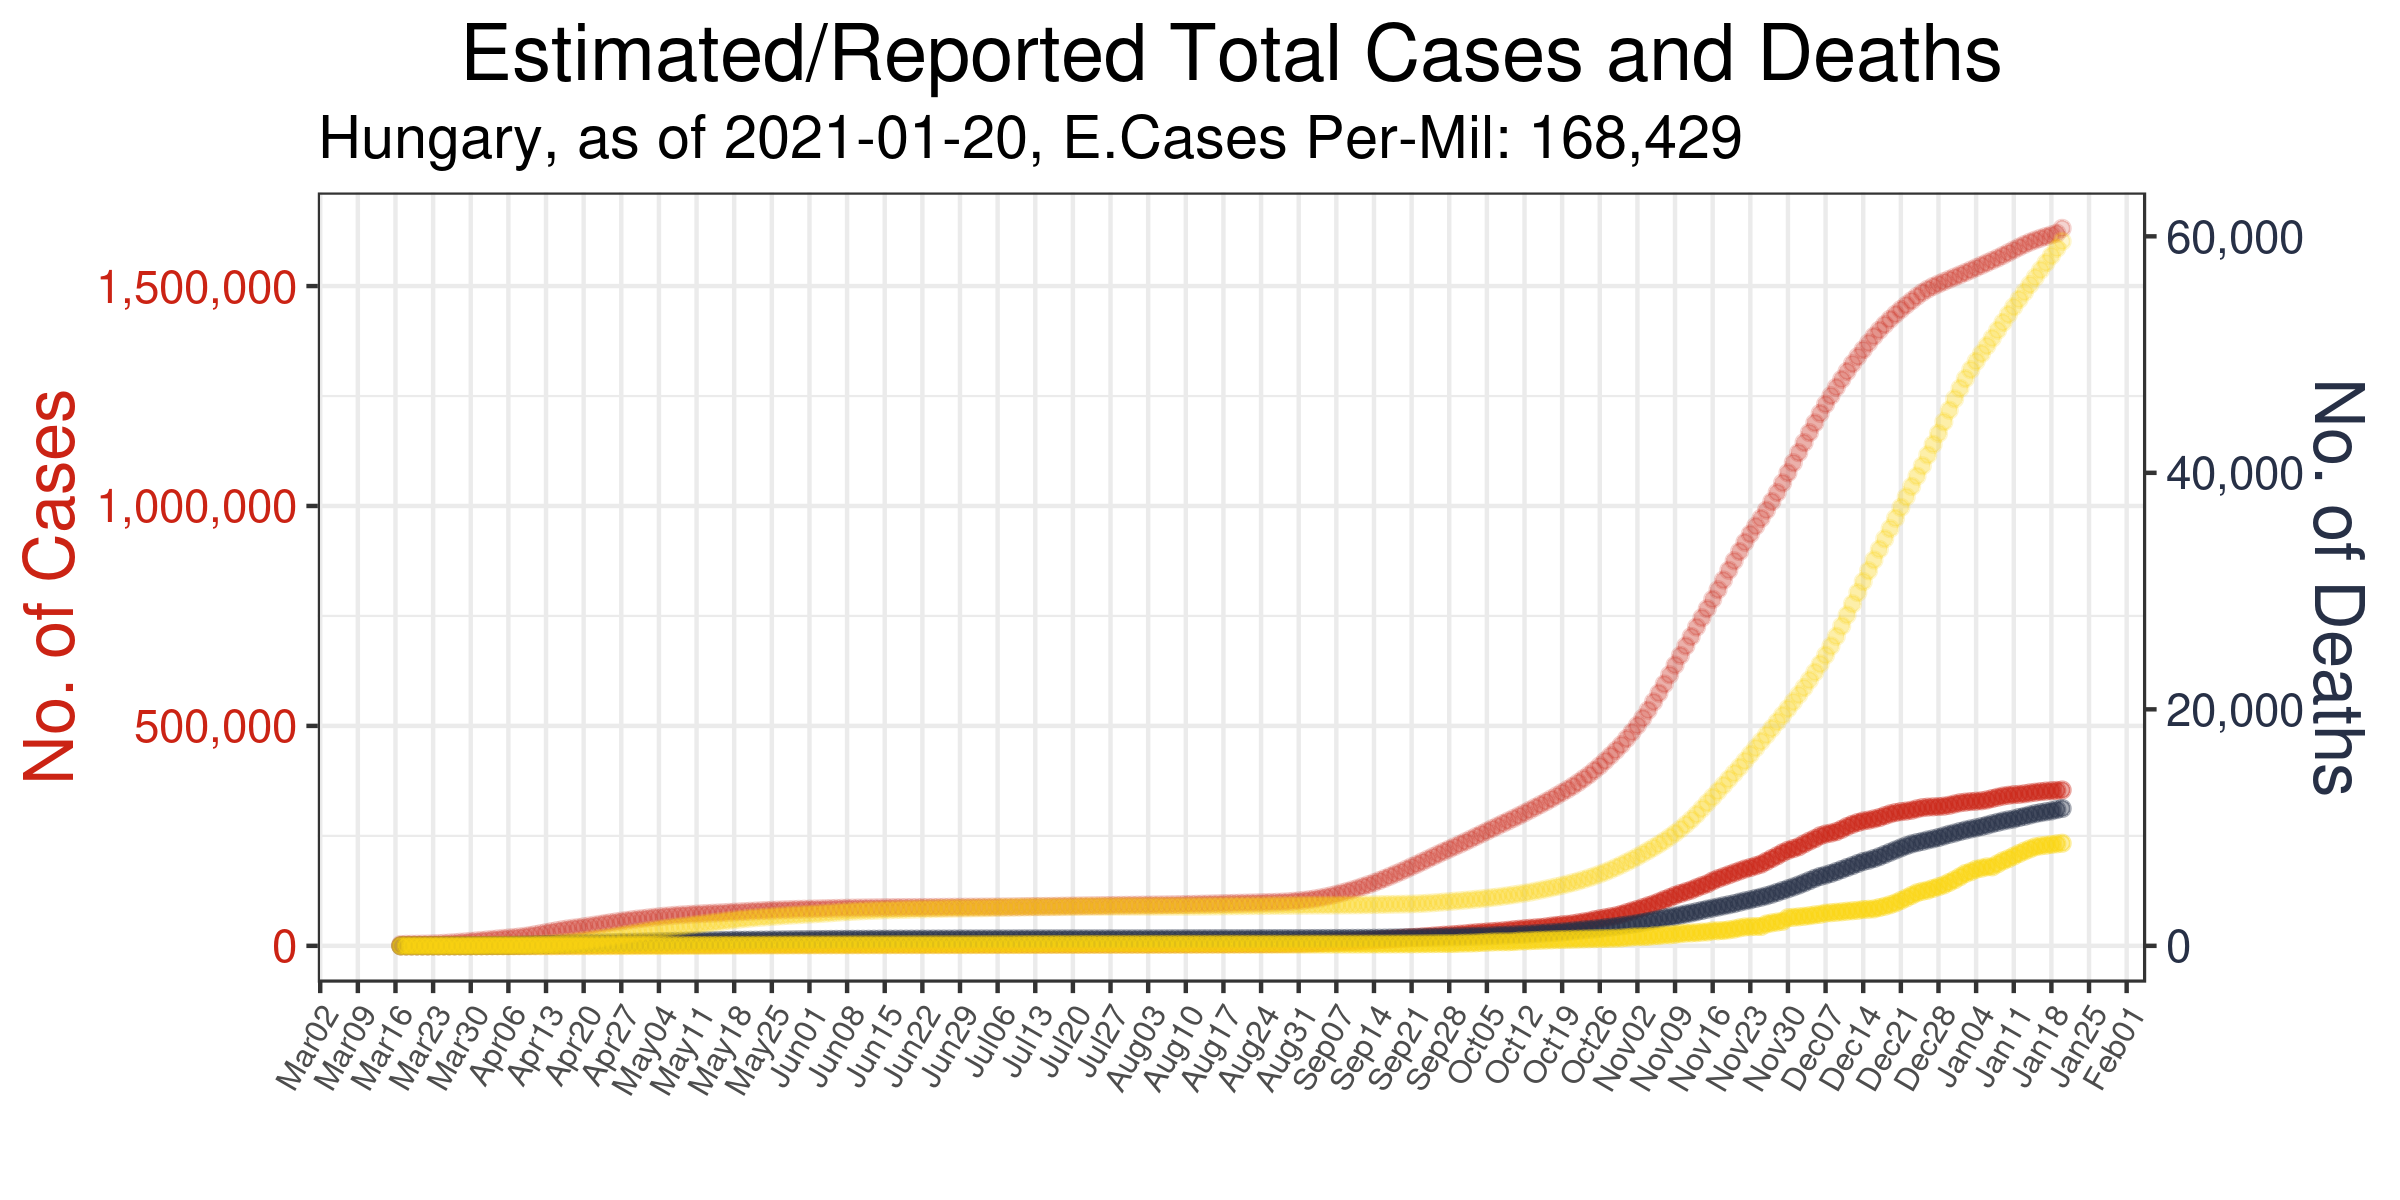 Estimated/Reported Total Cases and Deaths
Hungary, as of 2021-01-20, E.Cases Per-Mil: 168,429
No. of Cases
1,500,000
1,000,000
500,000
0
60,000
40,000
20,000
0
No. of Deaths
Mar02 Mar09 Mar16 Mar23 Mar30 Apr06 Apr13 Apr20 Apr27 May04 May11 May18 May25 Jun01 Jun08 Jun15 Jun22 Jun29 Jul06 Jul13 Jul20 Jul27 Aug03 Aug10 Aug17 Aug24 Aug31 Sep07 Sep14 Sep21 Sep28 Oct05 Oct12 Oct19 Oct26 Nov02 Nov09 Nov16 Nov23 Nov30 Dec07 Dec14 Dec21 Dec28 Jan04 Jan11 Jan18 Jan25 Feb01